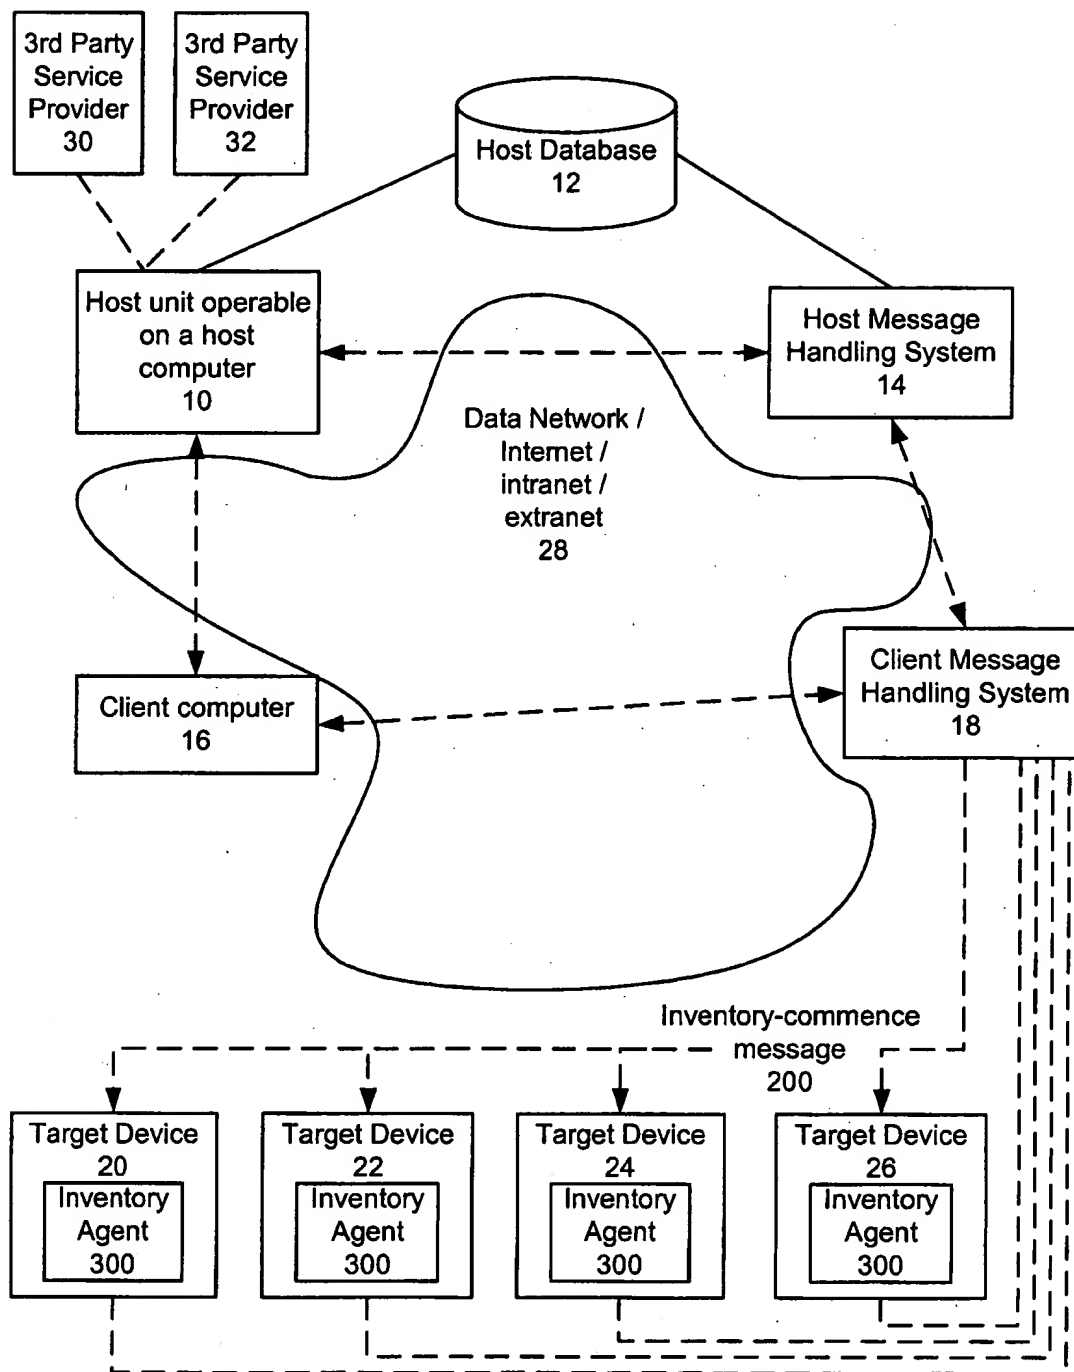 3rd Party
Service
Provider
30
3rd Party
Service
Provider
32
Host Database
12
Host unit operable
on a host
computer
10
Host Message
Handling System
14
Data Network /
Internet /
intranet /
extranet
28
Client computer
16
Client Message
Handling System
18
Inventory-commence
message
200
Target Device
20
Inventory
Agent
300
Target Device
22
Inventory
Agent
300
Target Device
24
Inventory
Agent
300
Target Device
26
Inventory
Agent
300